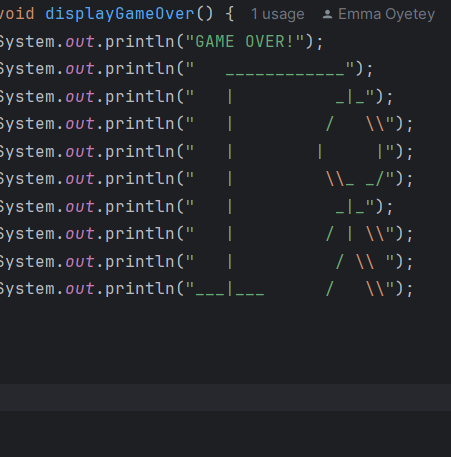 void displayGameOver() { 1 usage Emma Oyetey
System.out.println("GAME OVER!");
System.out.println("   ____________");
System.out.println("   |          _|_");
System.out.println("   |         /   \\");
System.out.println("   |        |     |");
System.out.println("   |         \\_ _/");
System.out.println("   |          _|_");
System.out.println("   |         / | \\");
System.out.println("   |          / \\ ");
System.out.println("___|___      /   \\");